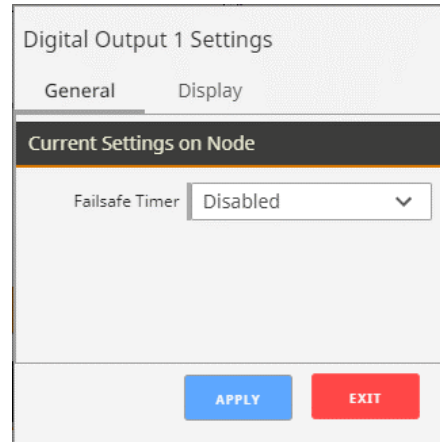 Digital Output 1 Settings
General Display
Current Settings on Node
Failsafe Timer Disabled
APPLY EXIT